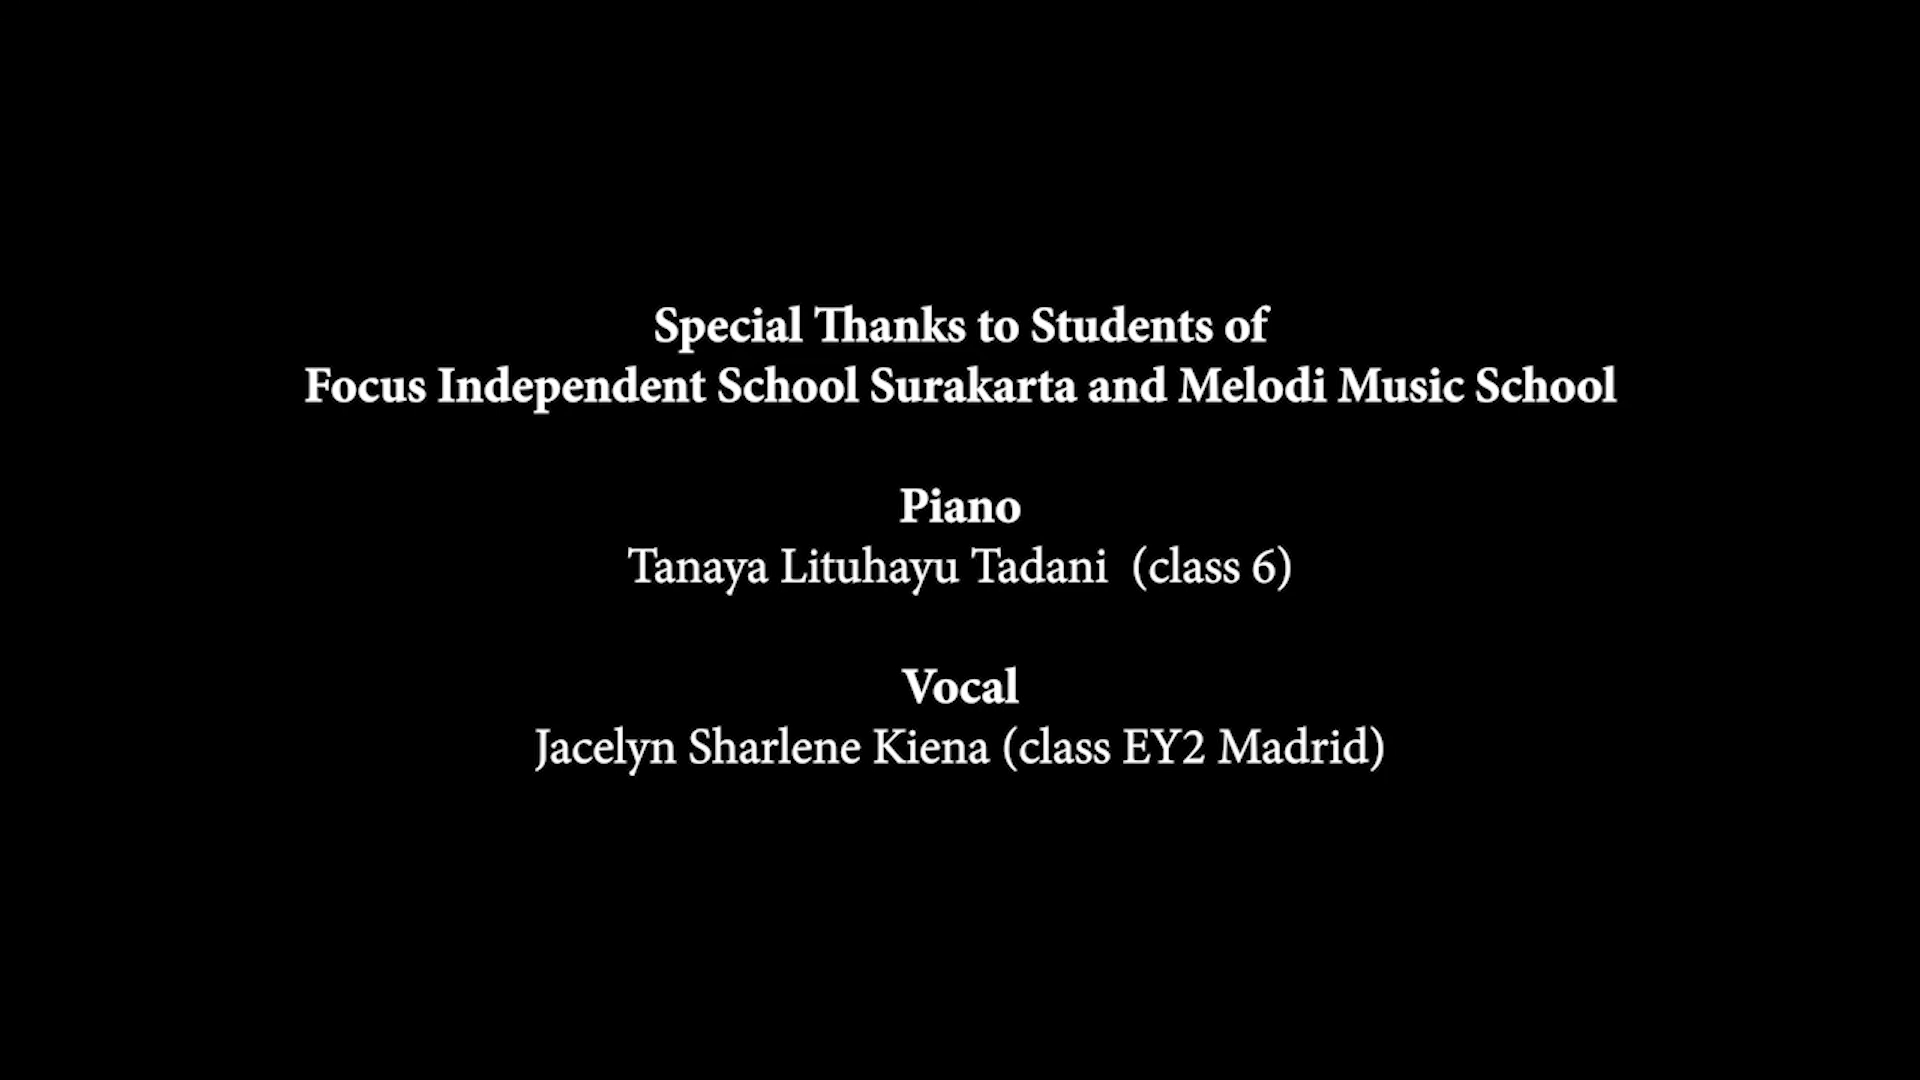 Special Thanks to Students of
Focus Independent School Surakarta and Melodi Music School
Piano
Tanaya Lituhayu Tadani  (class 6)
Vocal
Jacelyn Sharlene Kiena (class EY2 Madrid)